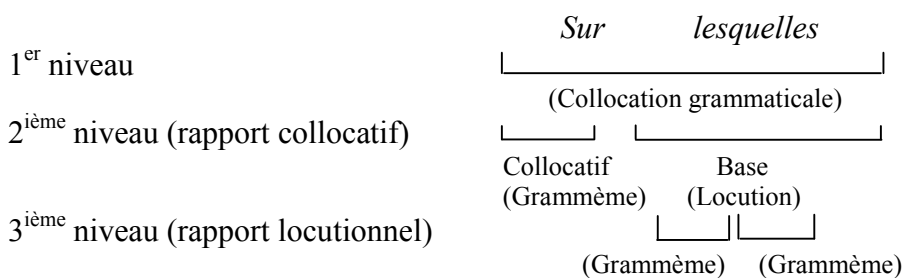 Sur lesquelles
1er niveau
(Collocation grammaticale)
2ième niveau (rapport collocatif)
Collocatif Base
(Grammème) (Locution)
3ième niveau (rapport locutionnel)
(Grammème) (Grammème)